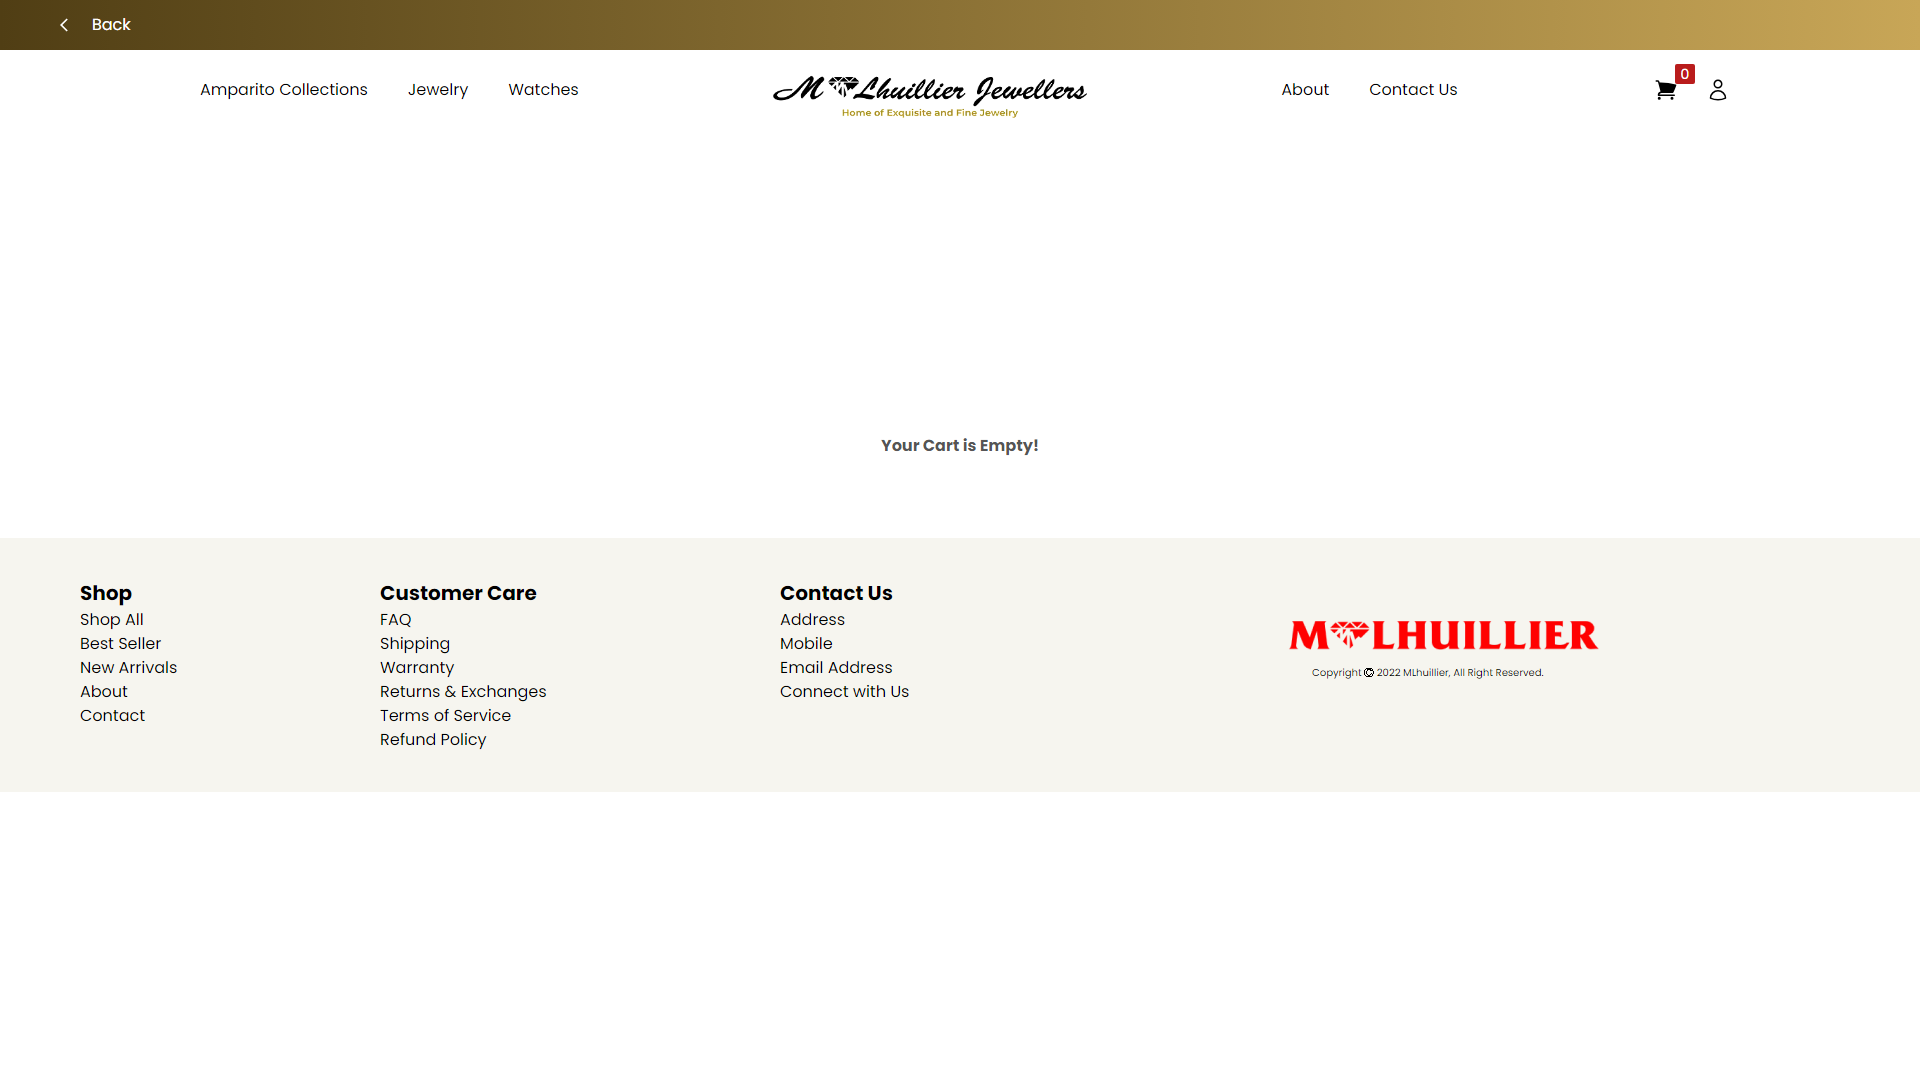 Back
Amparito Collections
Jewelry
Watches
M Lhuillier Jewellers
Home of Exquisite and Fine Jewelry
About
Contact Us
0
Your Cart is Empty!
Shop
Shop All
Best Seller
New Arrivals
About
Contact
Customer Care
FAQ
Shipping
Warranty
Returns & Exchanges
Terms of Service
Refund Policy
Contact Us
Address
Mobile
Email Address
Connect with Us
M LHUILLIER
Copyright © 2022 MLhuillier, All Right Reserved.